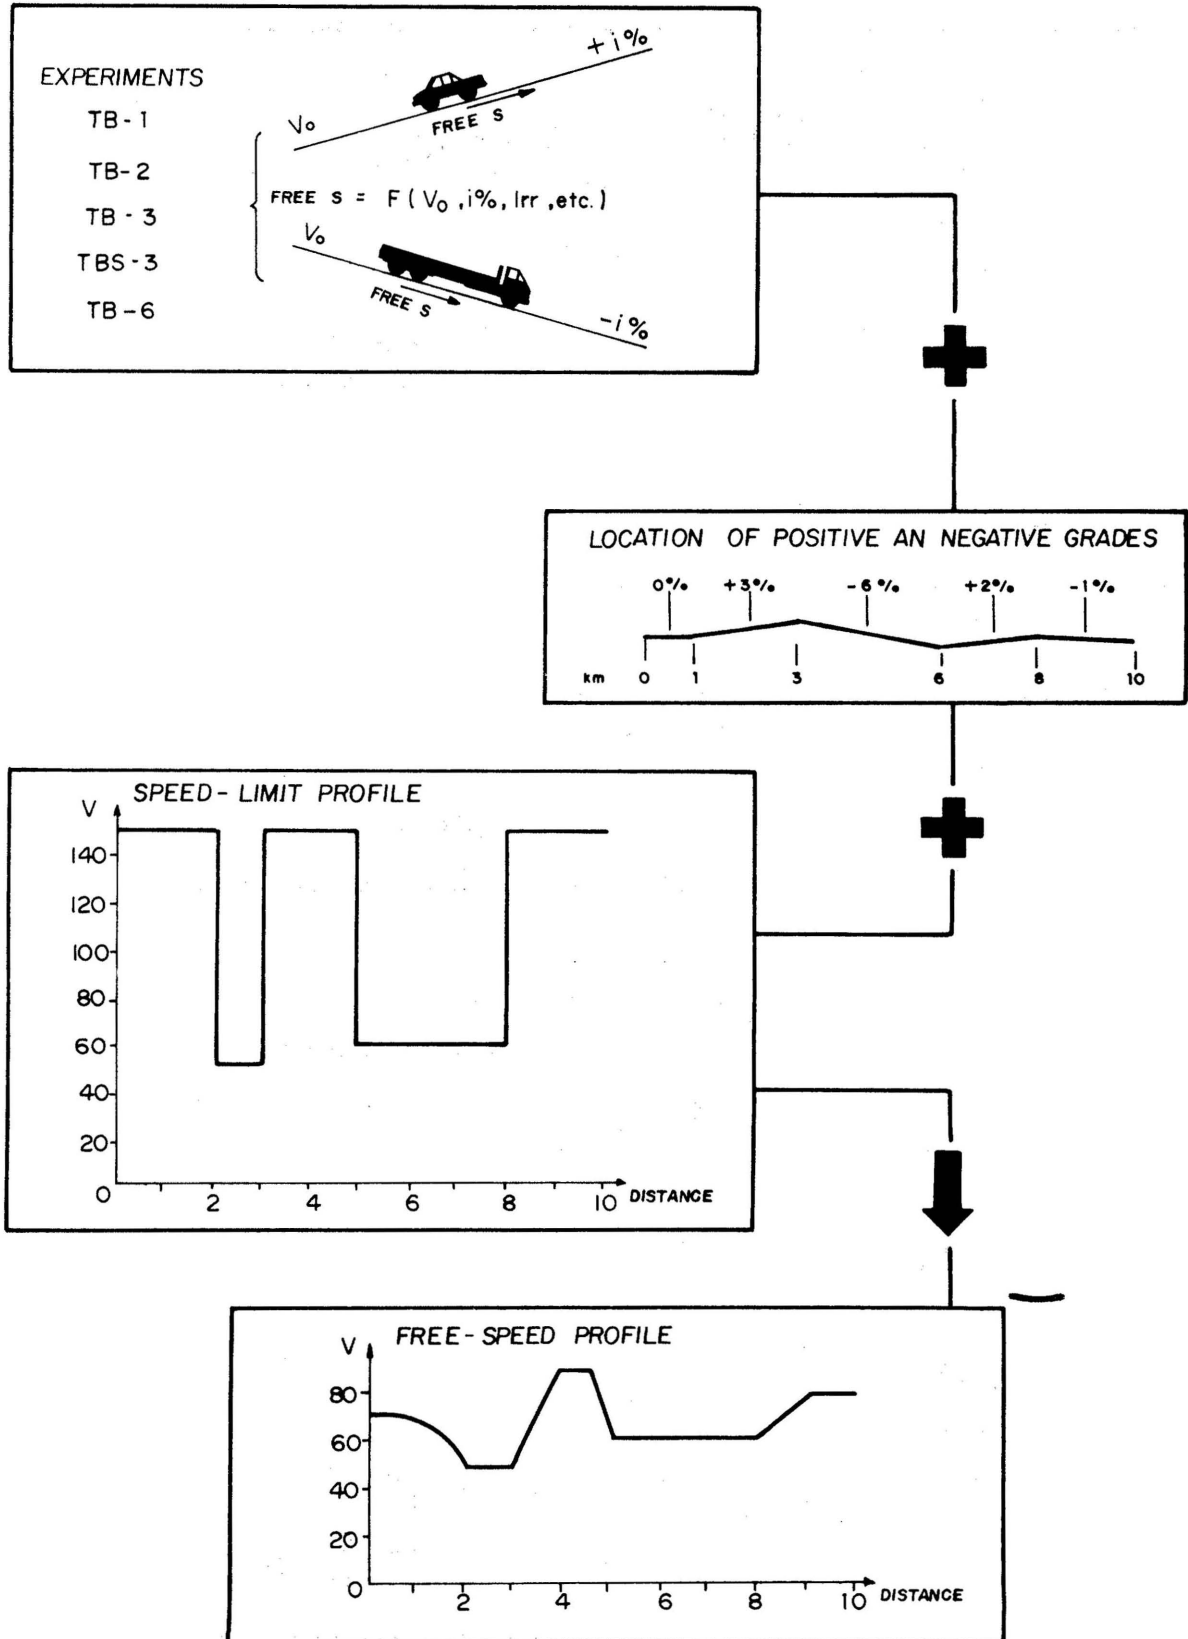 EXPERIMENTS
TB-1
TB-2
TB-3
TBS-3
TB-6
+i%
Vo
FREE S
FREE S = F(Vo,i%,Irr,etc.)
Vo
FREE S
-i%
LOCATION OF POSITIVE AN NEGATIVE GRADES
0% +3% -6% +2% -1%
km 0 1 3 6 8 10
SPEED-LIMIT PROFILE
V
140
120
100
80
60
40
20
0 2 4 6 8 10 DISTANCE
FREE-SPEED PROFILE
V
80
60
40
20
0 2 4 6 8 10 DISTANCE